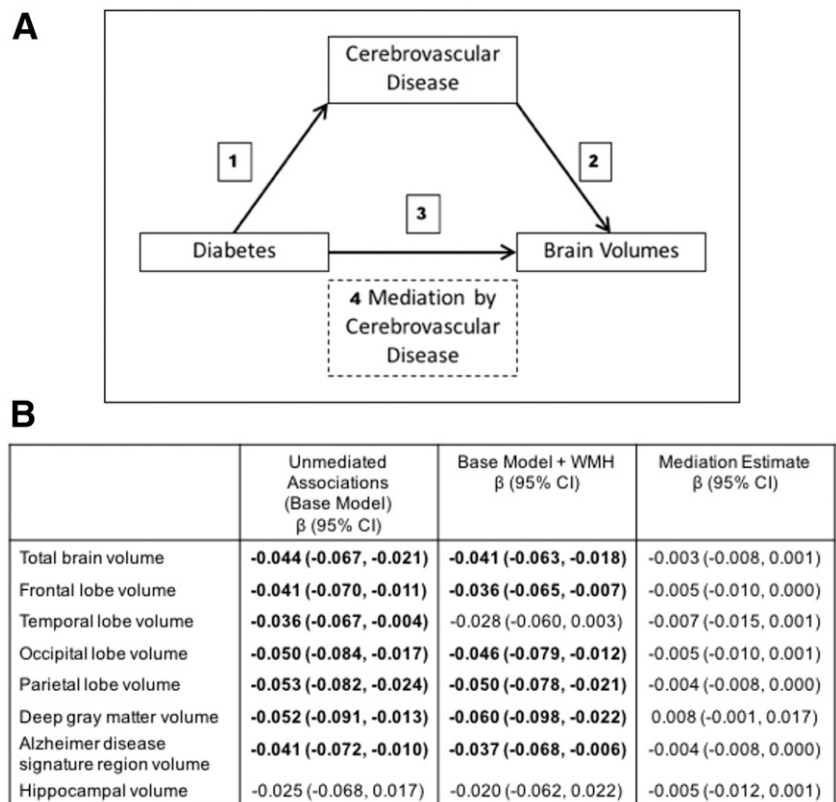 A
Cerebrovascular
Disease
1
2
3
Diabetes
Brain Volumes
4 Mediation by
Cerebrovascular
Disease
B
Unmediated
Associations
(Base Model)
β (95% CI)
Base Model + WMH
β (95% CI)
Mediation Estimate
β (95% CI)
Total brain volume -0.044 (-0.067, -0.021) -0.041 (-0.063, -0.018) -0.003 (-0.008, 0.001)
Frontal lobe volume -0.041 (-0.070, -0.011) -0.036 (-0.065, -0.007) -0.005 (-0.010, 0.000)
Temporal lobe volume -0.036 (-0.067, -0.004) -0.028 (-0.060, 0.003) -0.007 (-0.015, 0.001)
Occipital lobe volume -0.050 (-0.084, -0.017) -0.046 (-0.079, -0.012) -0.005 (-0.010, 0.001)
Parietal lobe volume -0.053 (-0.082, -0.024) -0.050 (-0.078, -0.021) -0.004 (-0.008, 0.000)
Deep gray matter volume -0.052 (-0.091, -0.013) -0.060 (-0.098, -0.022) 0.008 (-0.001, 0.017)
Alzheimer disease
signature region volume -0.041 (-0.072, -0.010) -0.037 (-0.068, -0.006) -0.004 (-0.008, 0.000)
Hippocampal volume -0.025 (-0.068, 0.017) -0.020 (-0.062, 0.022) -0.005 (-0.012, 0.001)